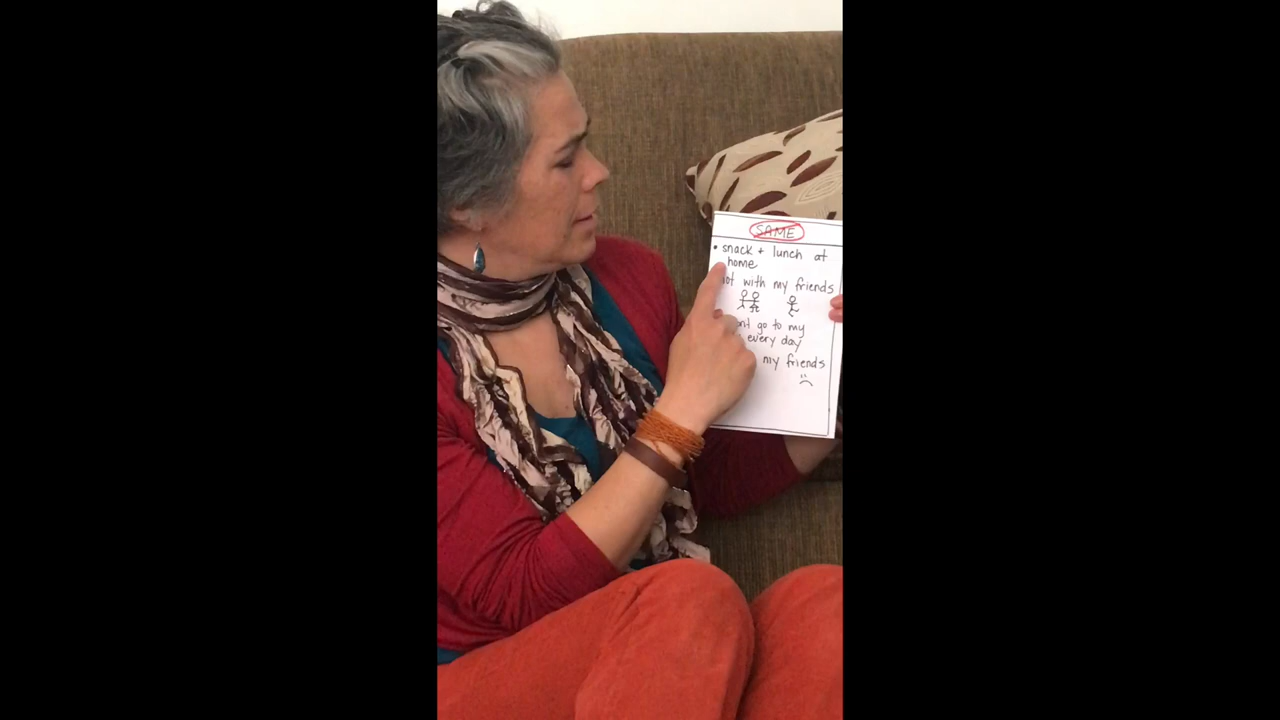 SAME
• snack + lunch at
home
with my friends
go to my
every day
my friends